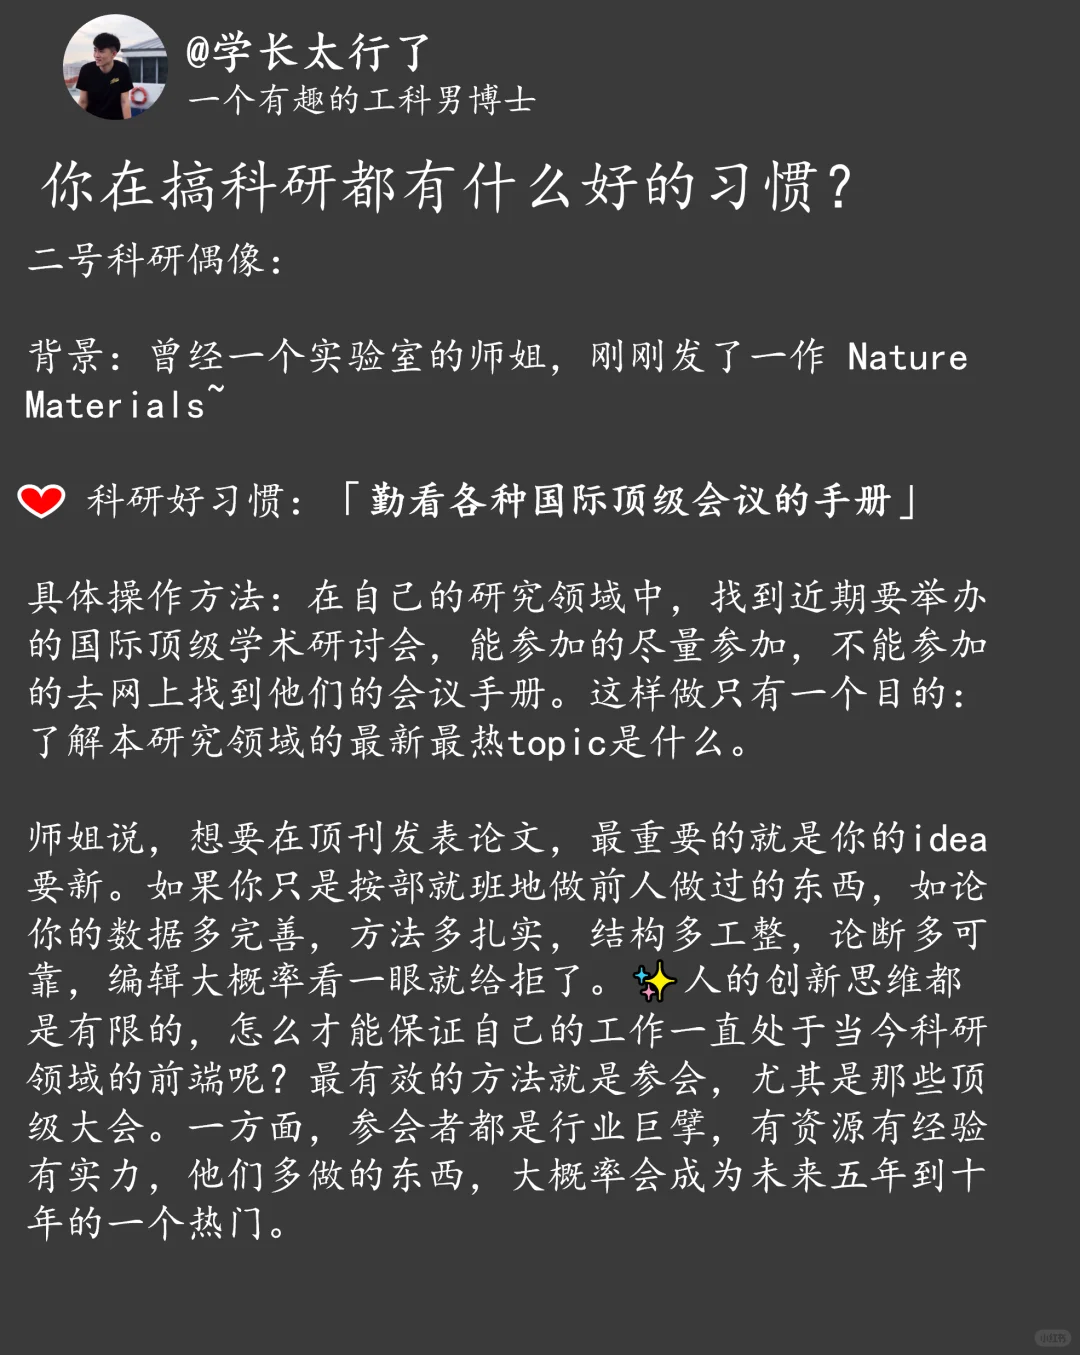 @学长太行了
一个有趣的工科男博士
你在搞科研都有什么好的习惯？
二号科研偶像：
背景：曾经一个实验室的师姐，刚刚发了一作 Nature
Materials~
科研好习惯：「勤看各种国际顶级会议的手册」
具体操作方法：在自己的研究领域中，找到近期要举办
的国际顶级学术研讨会，能参加的尽量参加，不能参加
的去网上找到他们的会议手册。这样做只有一个目的：
了解本研究领域的最新最热topic是什么。
师姐说，想要在顶刊发表论文，最重要的就是你的idea
要新。如果你只是按部就班地做前人做过的东西，如论
你的数据多完善，方法多扎实，结构多工整，论断多可
靠，编辑大概率看一眼就给拒了。✨人的创新思维都
是有限的，怎么才能保证自己的工作一直处于当今科研
领域的前端呢？最有效的方法就是参会，尤其是那些顶
级大会。一方面，参会者都是行业巨擘，有资源有经验
有实力，他们多做的东西，大概率会成为未来五年到十
年的一个热门。
小红书